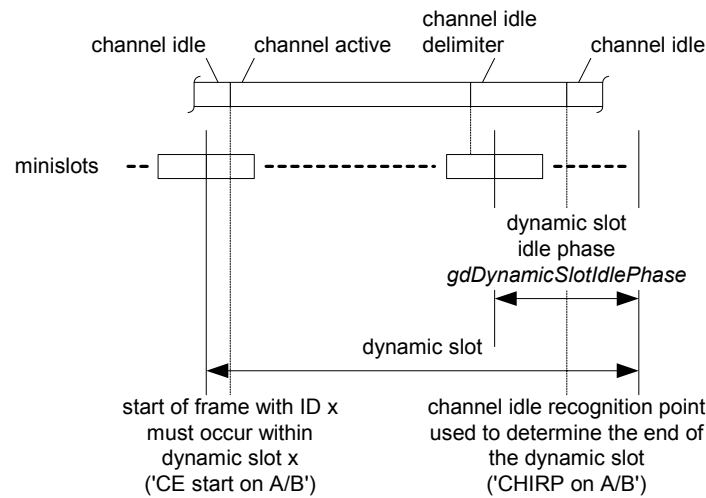 channel idle
channel active
channel idle
delimiter
channel idle
minislots
dynamic slot
idle phase
gdDynamicSlotIdlePhase
dynamic slot
start of frame with ID x
must occur within
dynamic slot x
('CE start on A/B')
channel idle recognition point
used to determine the end of
the dynamic slot
('CHIRP on A/B')